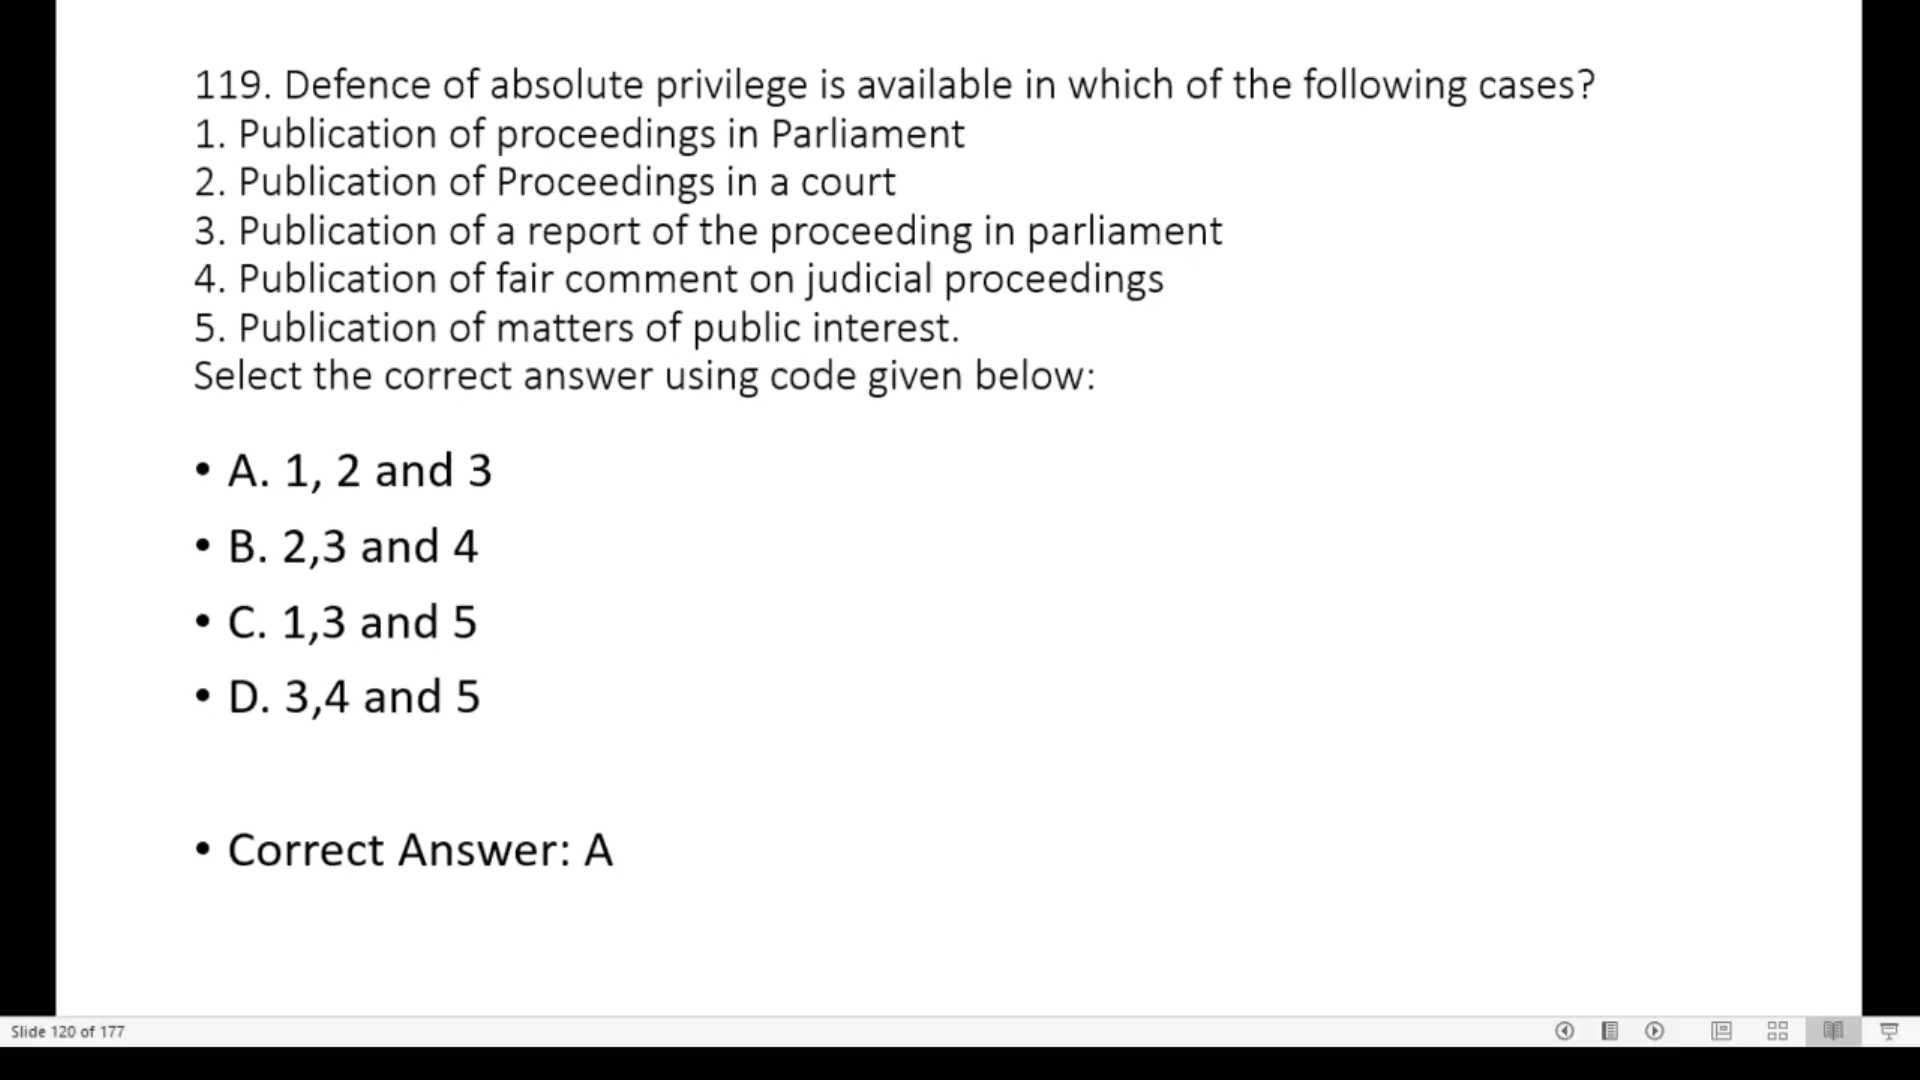 119. Defence of absolute privilege is available in which of the following cases?
1. Publication of proceedings in Parliament
2. Publication of Proceedings in a court
3. Publication of a report of the proceeding in parliament
4. Publication of fair comment on judicial proceedings
5. Publication of matters of public interest.
Select the correct answer using code given below:
• A. 1, 2 and 3
• B. 2,3 and 4
• C. 1,3 and 5
• D. 3,4 and 5
• Correct Answer: A
Slide 120 of 177